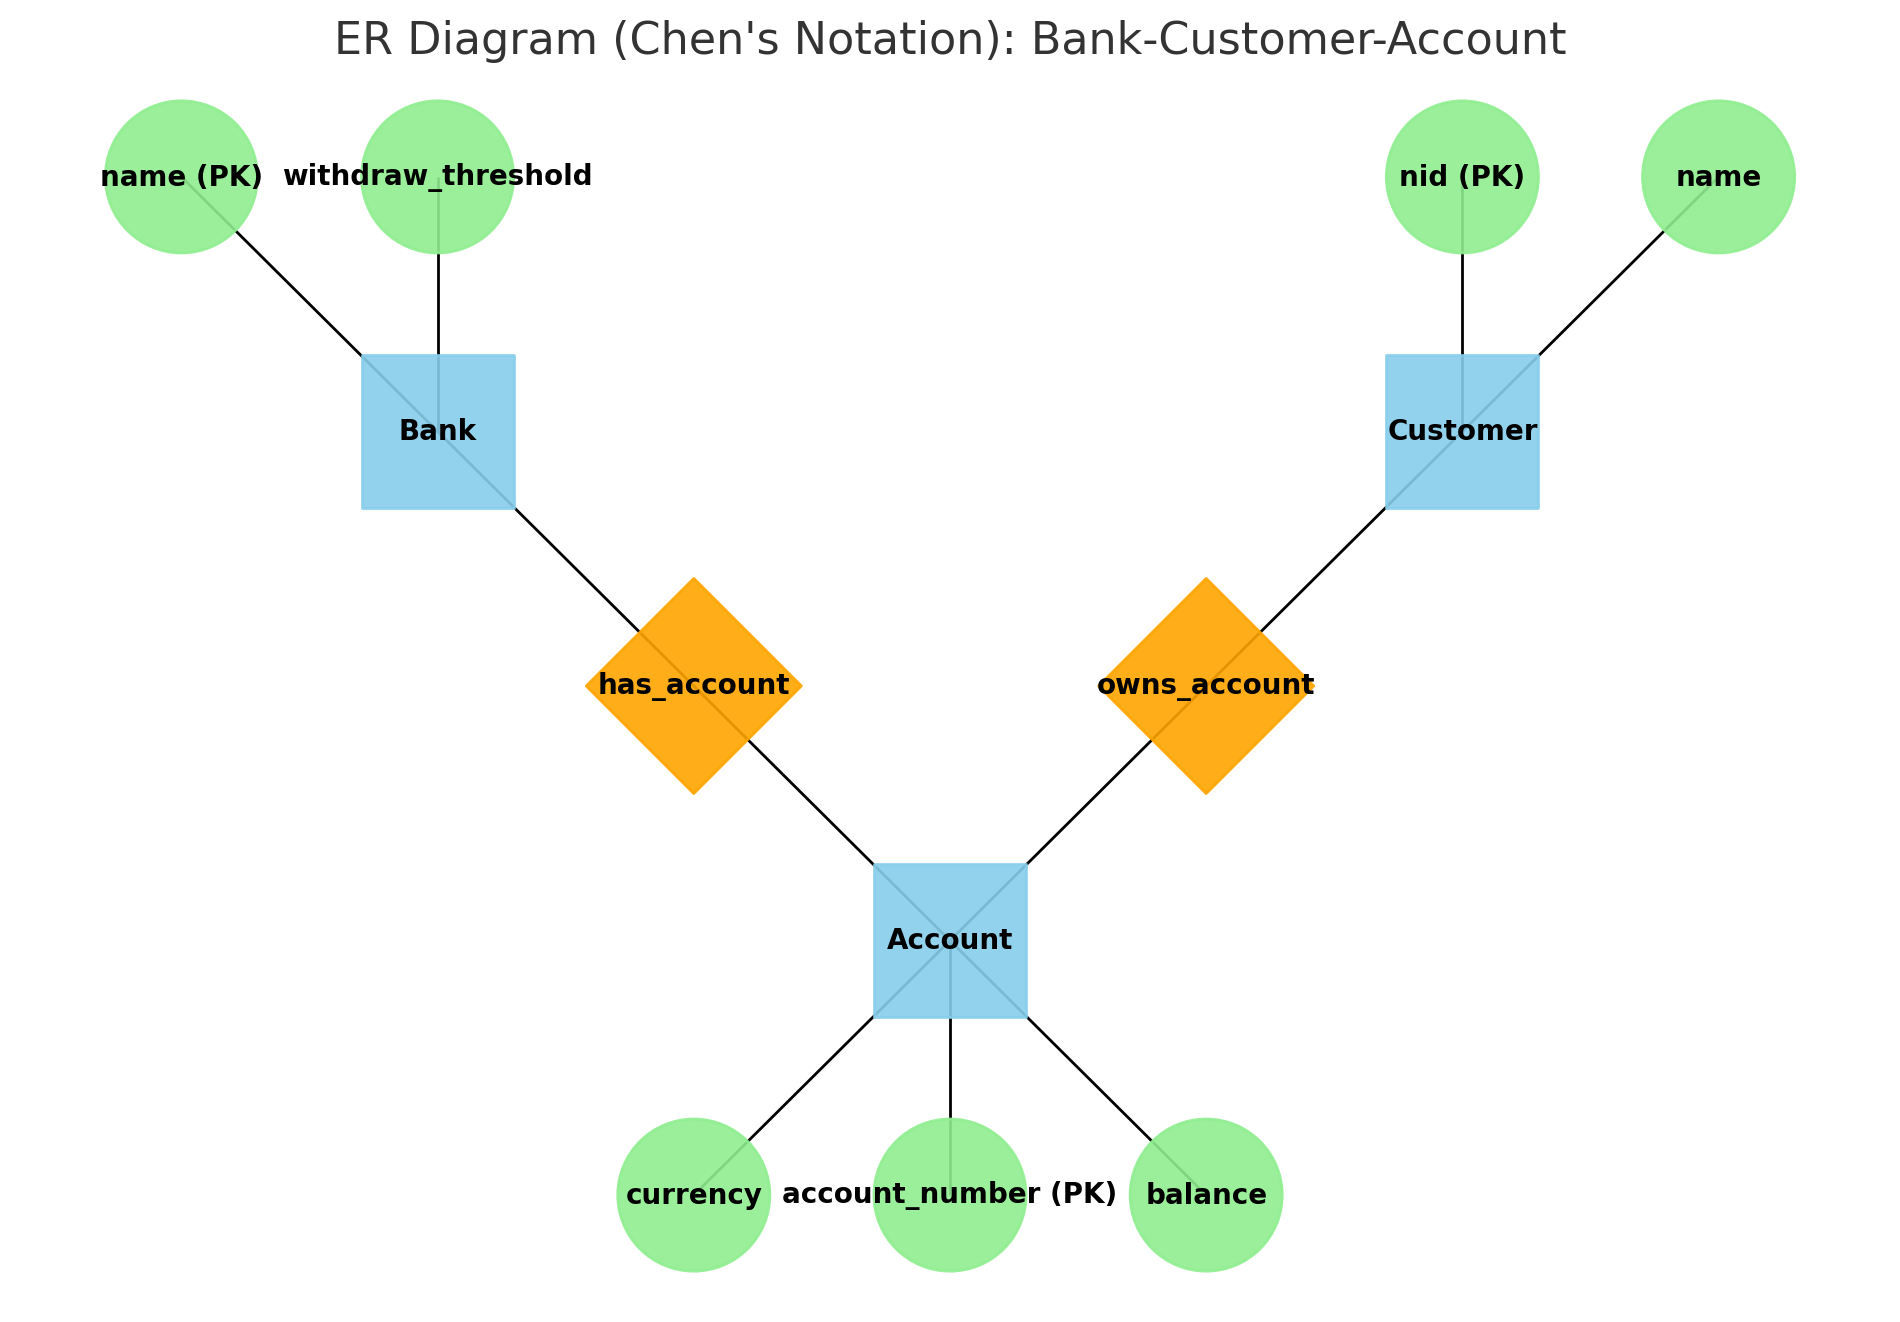 ER Diagram (Chen's Notation): Bank-Customer-Account
name (PK)
withdraw_threshold
nid (PK)
name
Bank
Customer
has_account
owns_account
Account
currency
account_number (PK)
balance